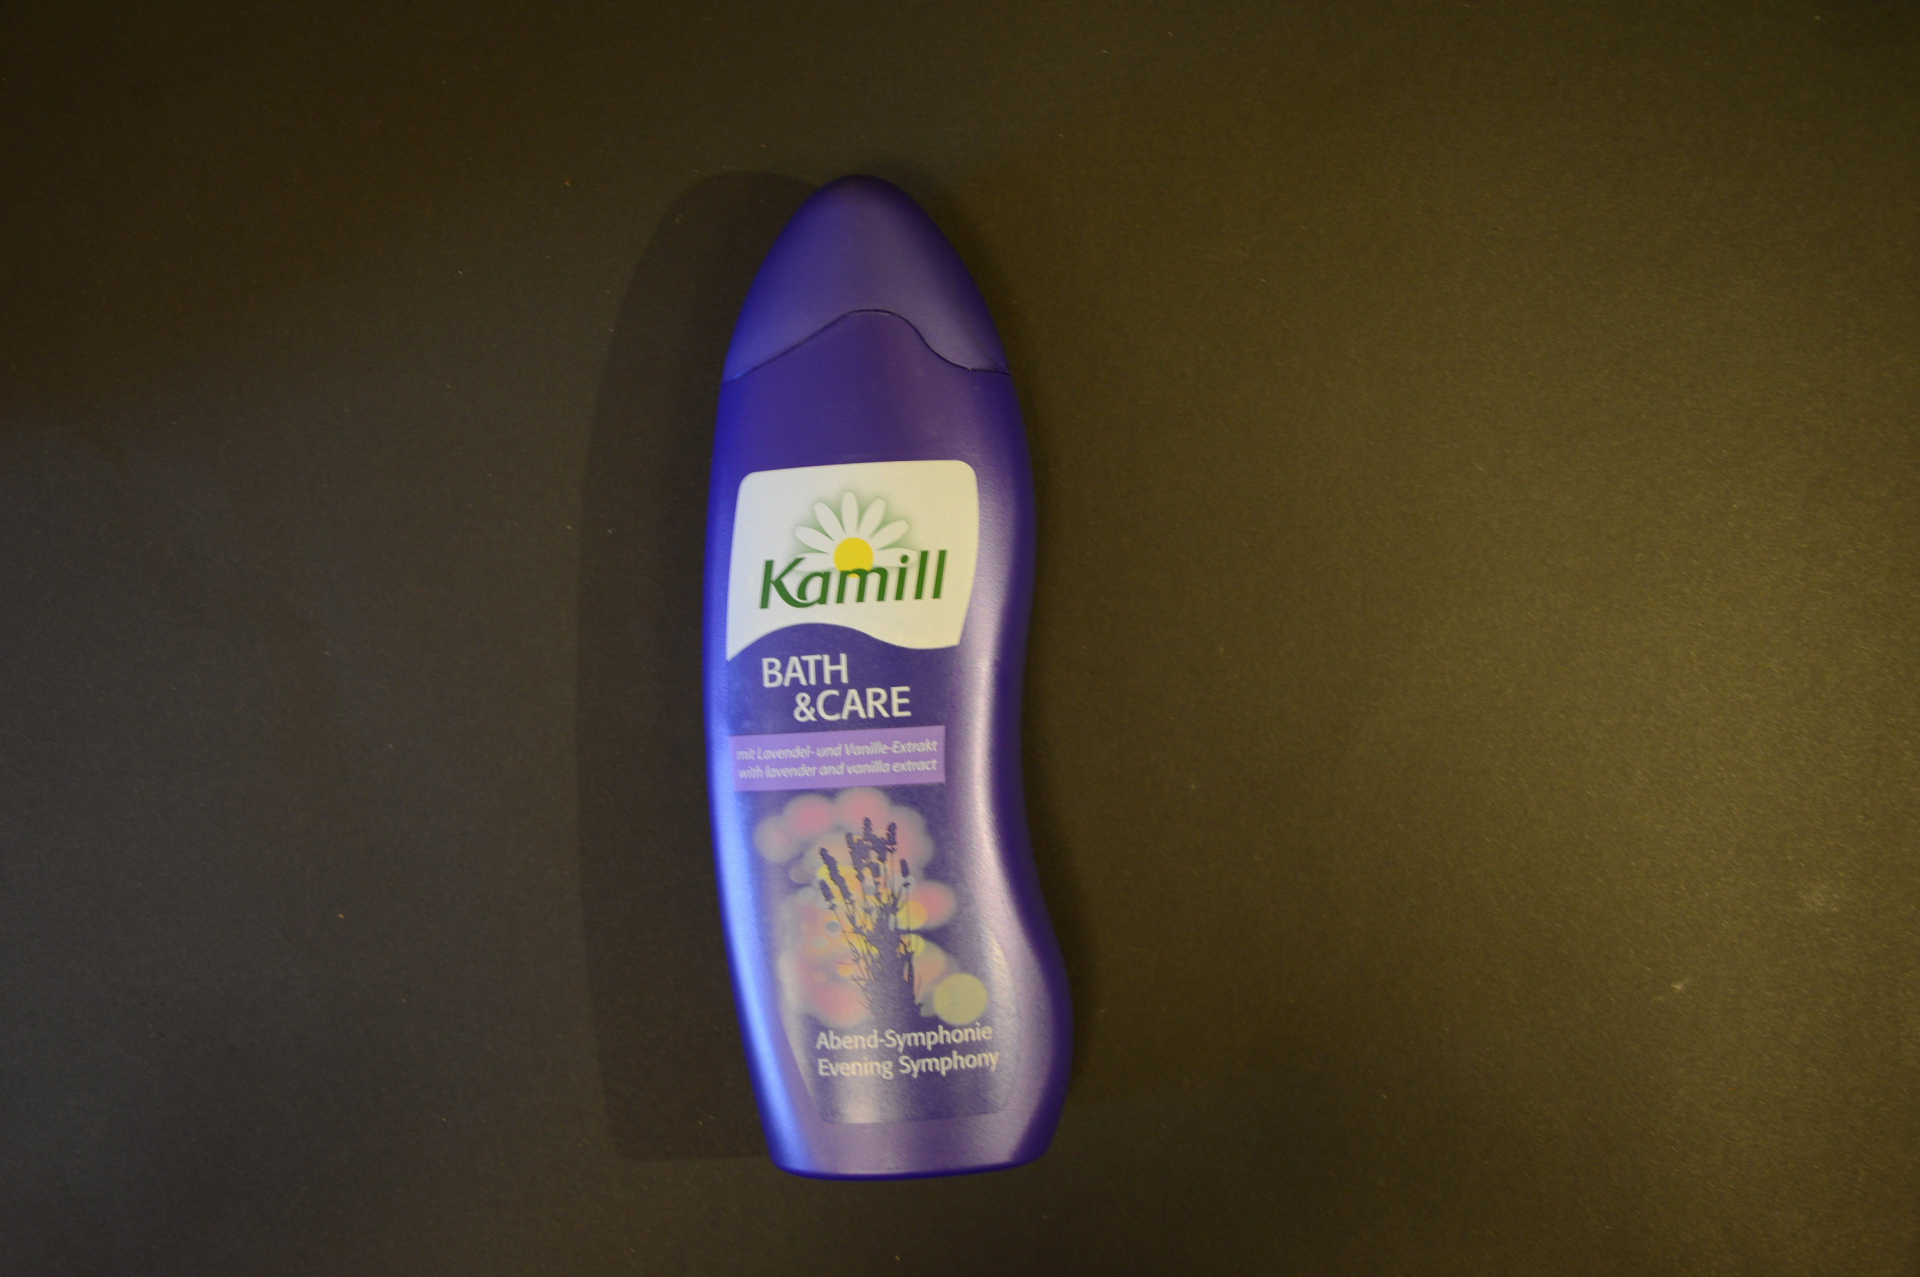 Kamill
BATH
&CARE
mit Lavendel- und Vanille-Extrakt
with lavender and vanilla extract
Abend-Symphonie
Evening Symphony